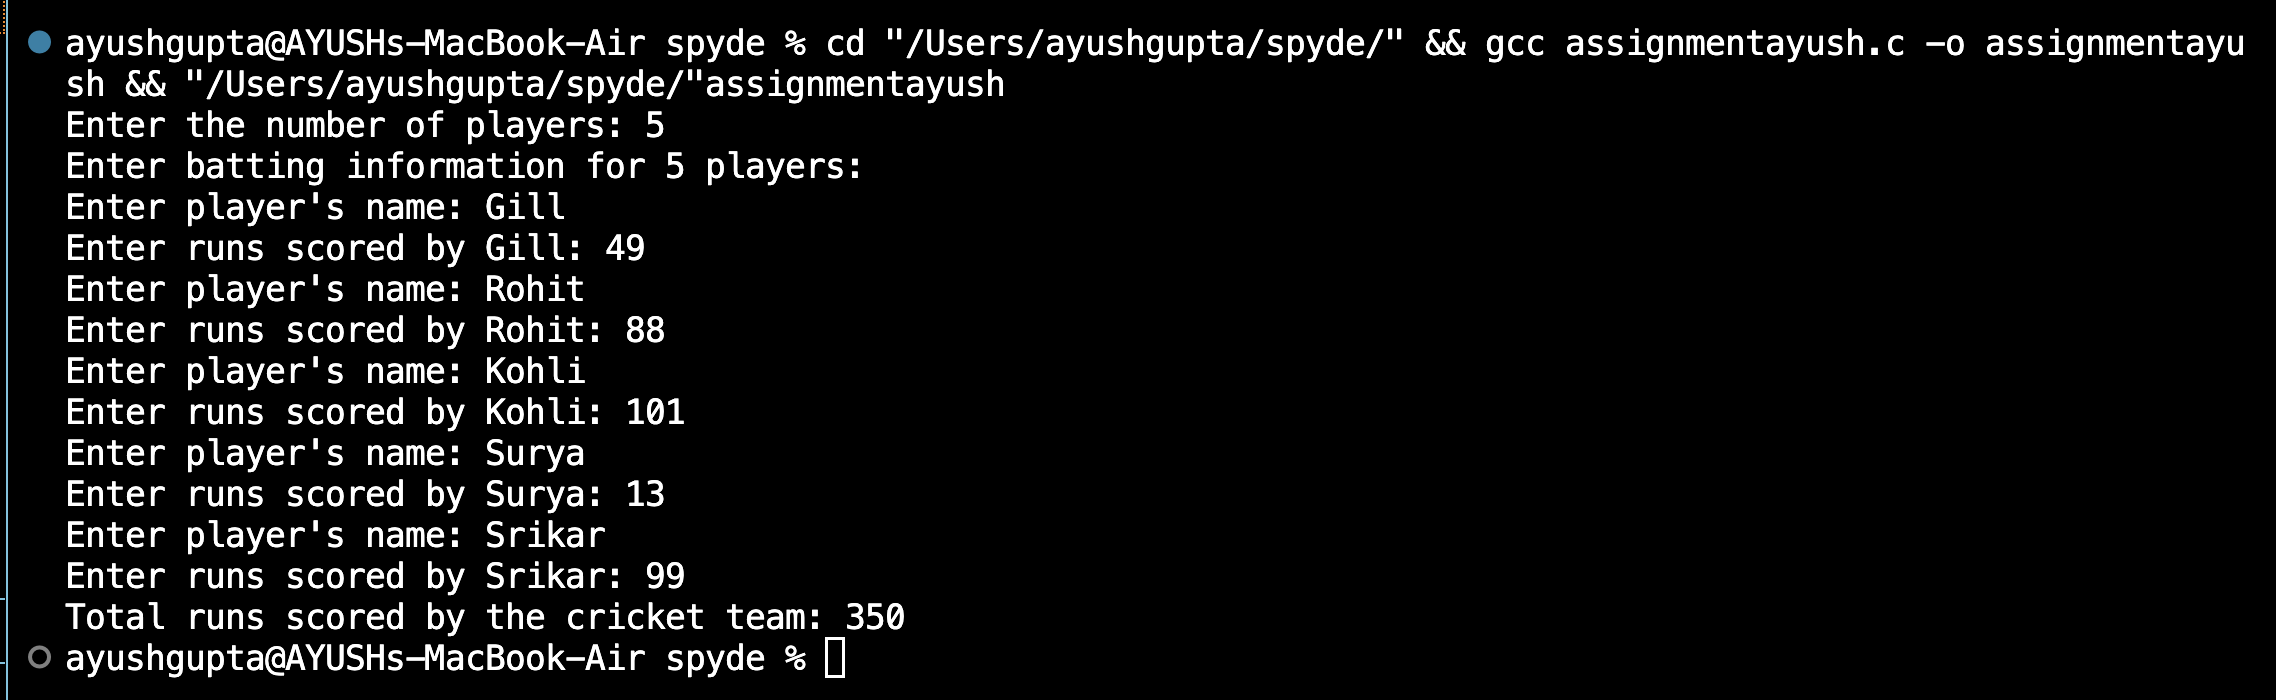 ayushgupta@AYUSHs-MacBook-Air spyde % cd "/Users/ayushgupta/spyde/" && gcc assignmentayush.c -o assignmentayu
sh && "/Users/ayushgupta/spyde/"assignmentayush
Enter the number of players: 5
Enter batting information for 5 players:
Enter player's name: Gill
Enter runs scored by Gill: 49
Enter player's name: Rohit
Enter runs scored by Rohit: 88
Enter player's name: Kohli
Enter runs scored by Kohli: 101
Enter player's name: Surya
Enter runs scored by Surya: 13
Enter player's name: Srikar
Enter runs scored by Srikar: 99
Total runs scored by the cricket team: 350
ayushgupta@AYUSHs-MacBook-Air spyde %